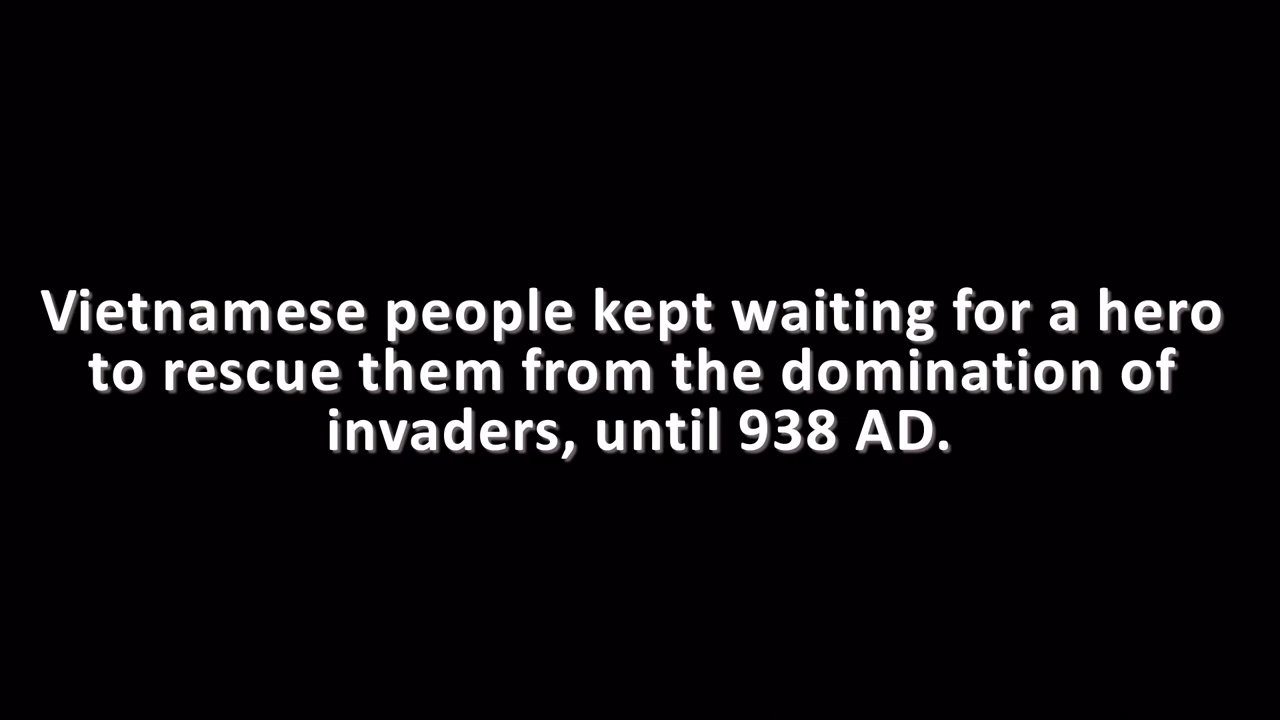 Vietnamese people kept waiting for a hero
to rescue them from the domination of
invaders, until 938 AD.